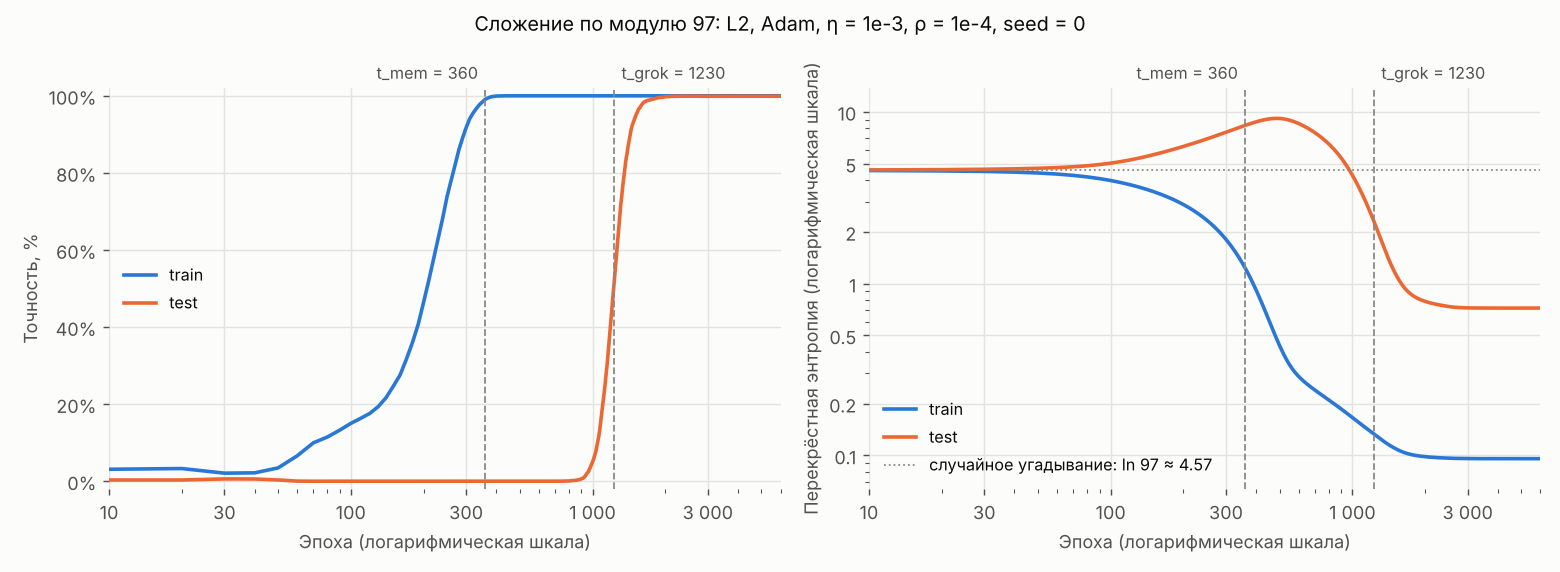 Сложение по модулю 97: L2, Adam, η = 1e-3, ρ = 1e-4, seed = 0
t_mem = 360
t_grok = 1230
100%
80%
60%
40%
20%
0%
Точность, %
train
test
10
30
100
300
1 000
3 000
Эпоха (логарифмическая шкала)
t_mem = 360
t_grok = 1230
Перекрёстная энтропия (логарифмическая шкала)
10
5
2
1
0.5
0.2
0.1
train
test
случайное угадывание: ln 97 ≈ 4.57
10
30
100
300
1 000
3 000
Эпоха (логарифмическая шкала)